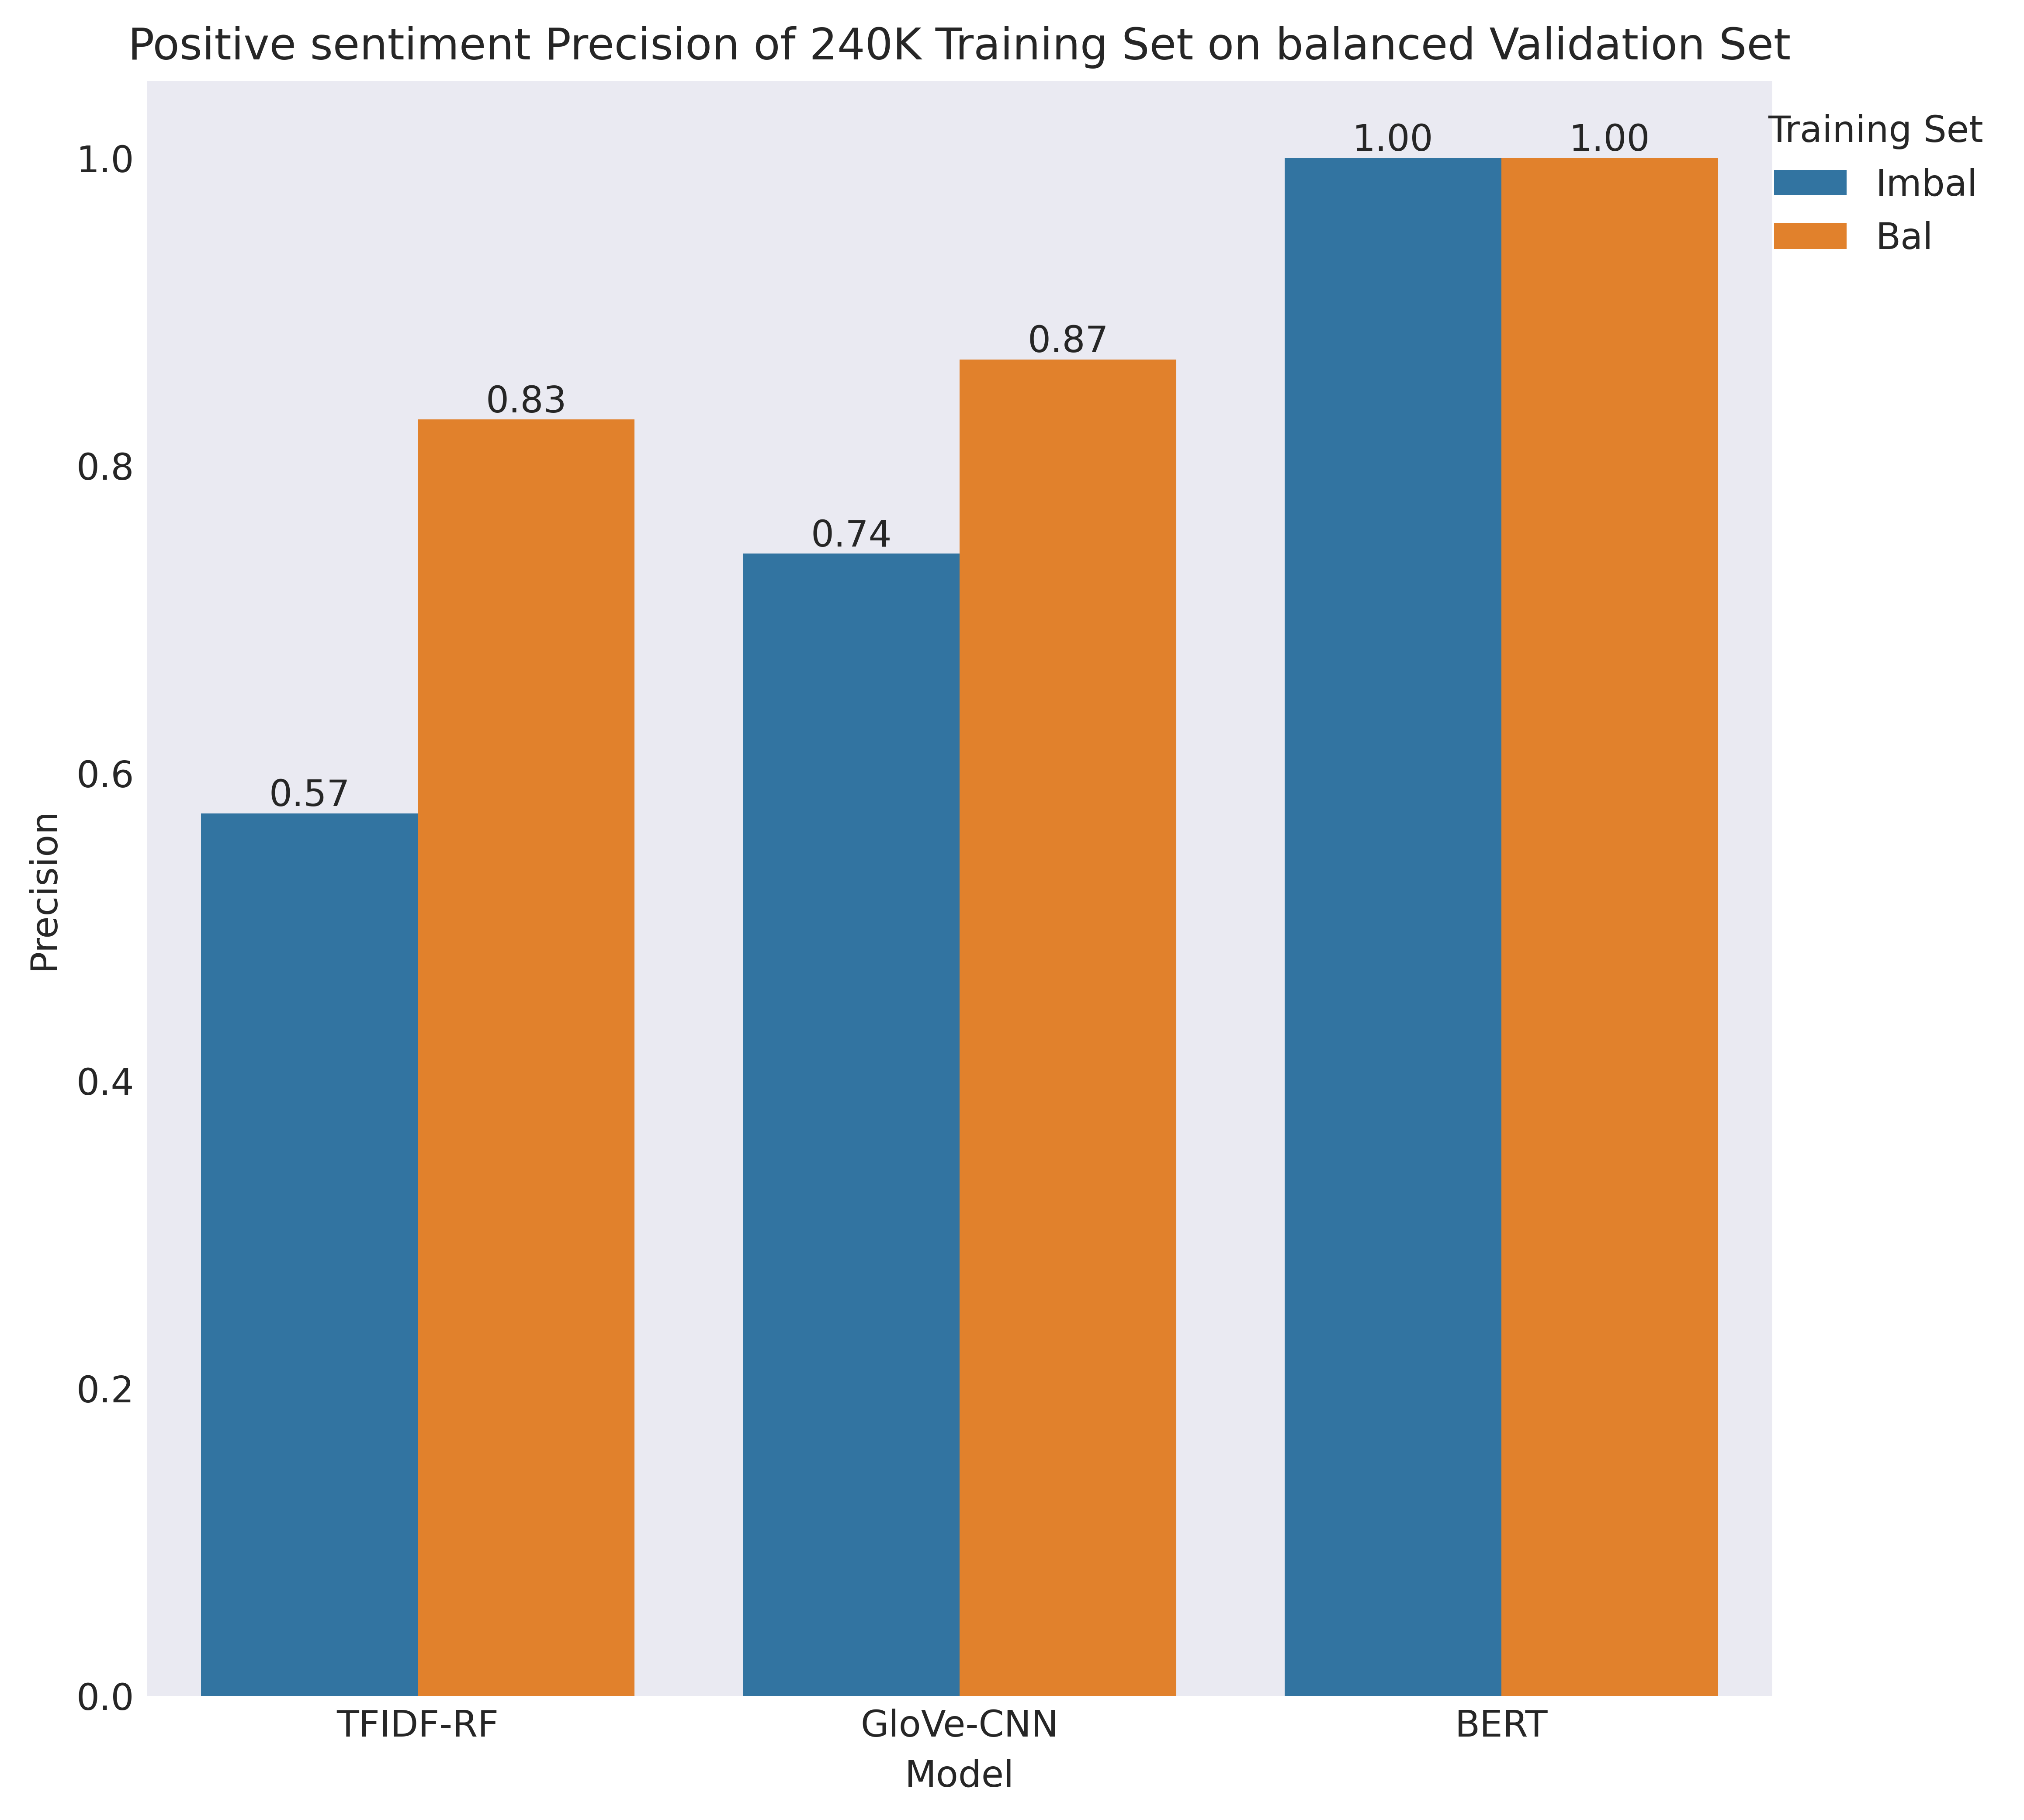 Positive sentiment Precision of 240K Training Set on balanced Validation Set
Training Set
Imbal
Bal
1.00
1.00
0.87
0.83
0.74
0.57
1.0
0.8
0.6
0.4
0.2
0.0
Precision
TFIDF-RF
GloVe-CNN
BERT
Model